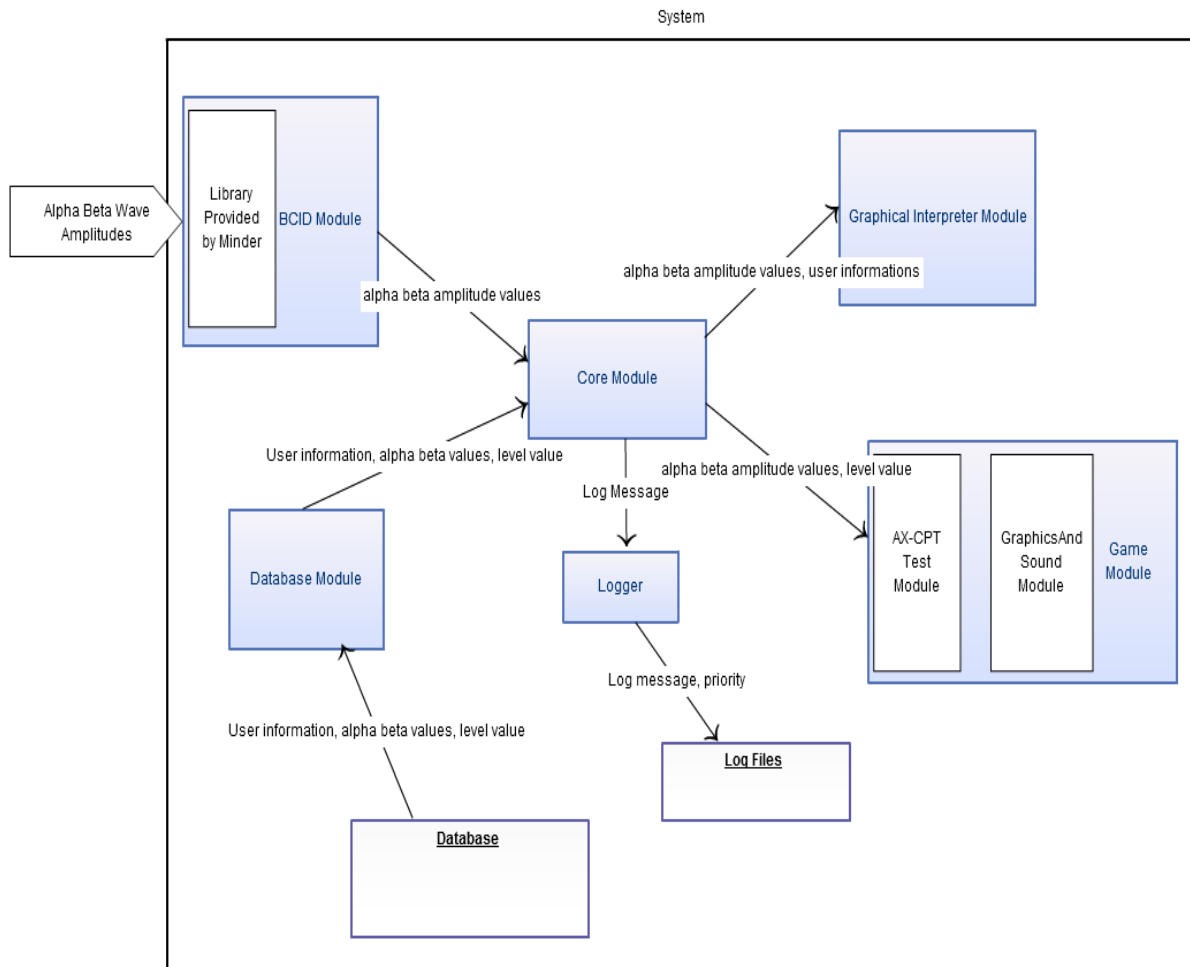 System
Alpha Beta Wave
Amplitudes
Library
Provided
by Minder
BCID Module
Graphical Interpreter Module
alpha beta amplitude values, user informations
alpha beta amplitude values
Core Module
User information, alpha beta values, level value
alpha beta amplitude values, level value
Log Message
AX-CPT
Test
Module
GraphicsAnd
Sound
Module
Game
Module
Database Module
Logger
Log message, priority
User information, alpha beta values, level value
Log Files
Database